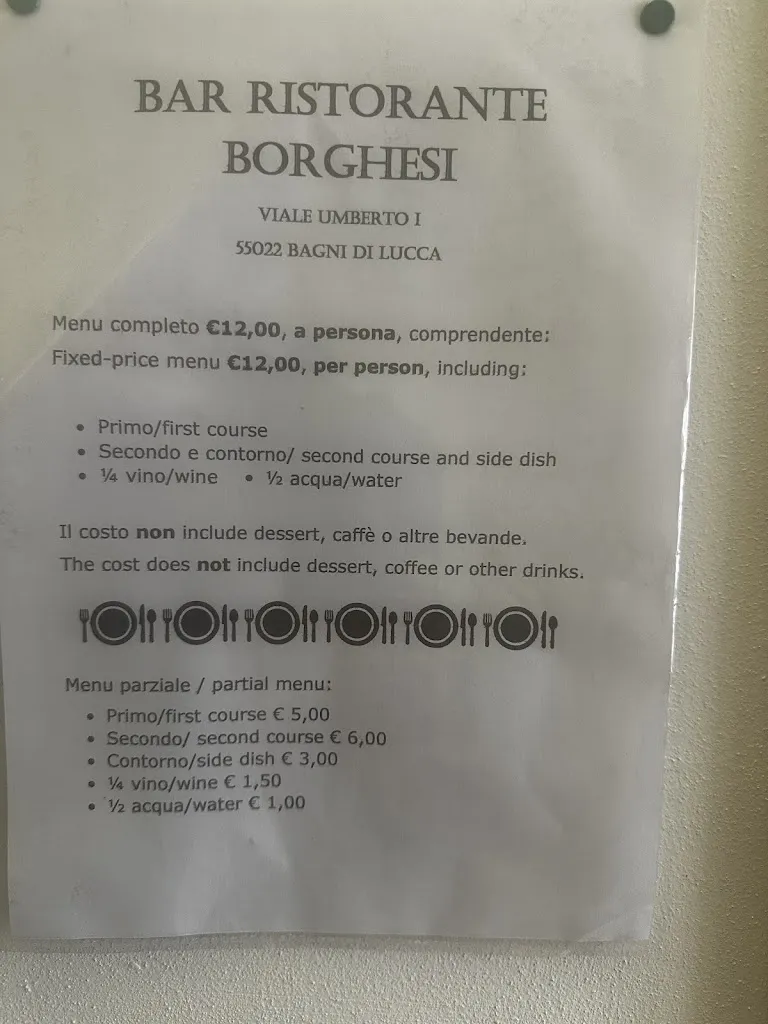 BAR RISTORANTE
BORGHESI
VIALE UMBERTO I
55022 BAGNI DI LUCCA
Menu completo €12,00, a persona, comprendente:
Fixed-price menu €12,00, per person, including:
• Primo/first course
• Secondo e contorno/ second course and side dish
• ¼ vino/wine • ½ acqua/water
Il costo non include dessert, caffè o altre bevande.
The cost does not include dessert, coffee or other drinks.
Menu parziale / partial menu:
• Primo/first course € 5,00
• Secondo/ second course € 6,00
• Contorno/side dish € 3,00
• ¼ vino/wine € 1,50
• ½ acqua/water € 1,00